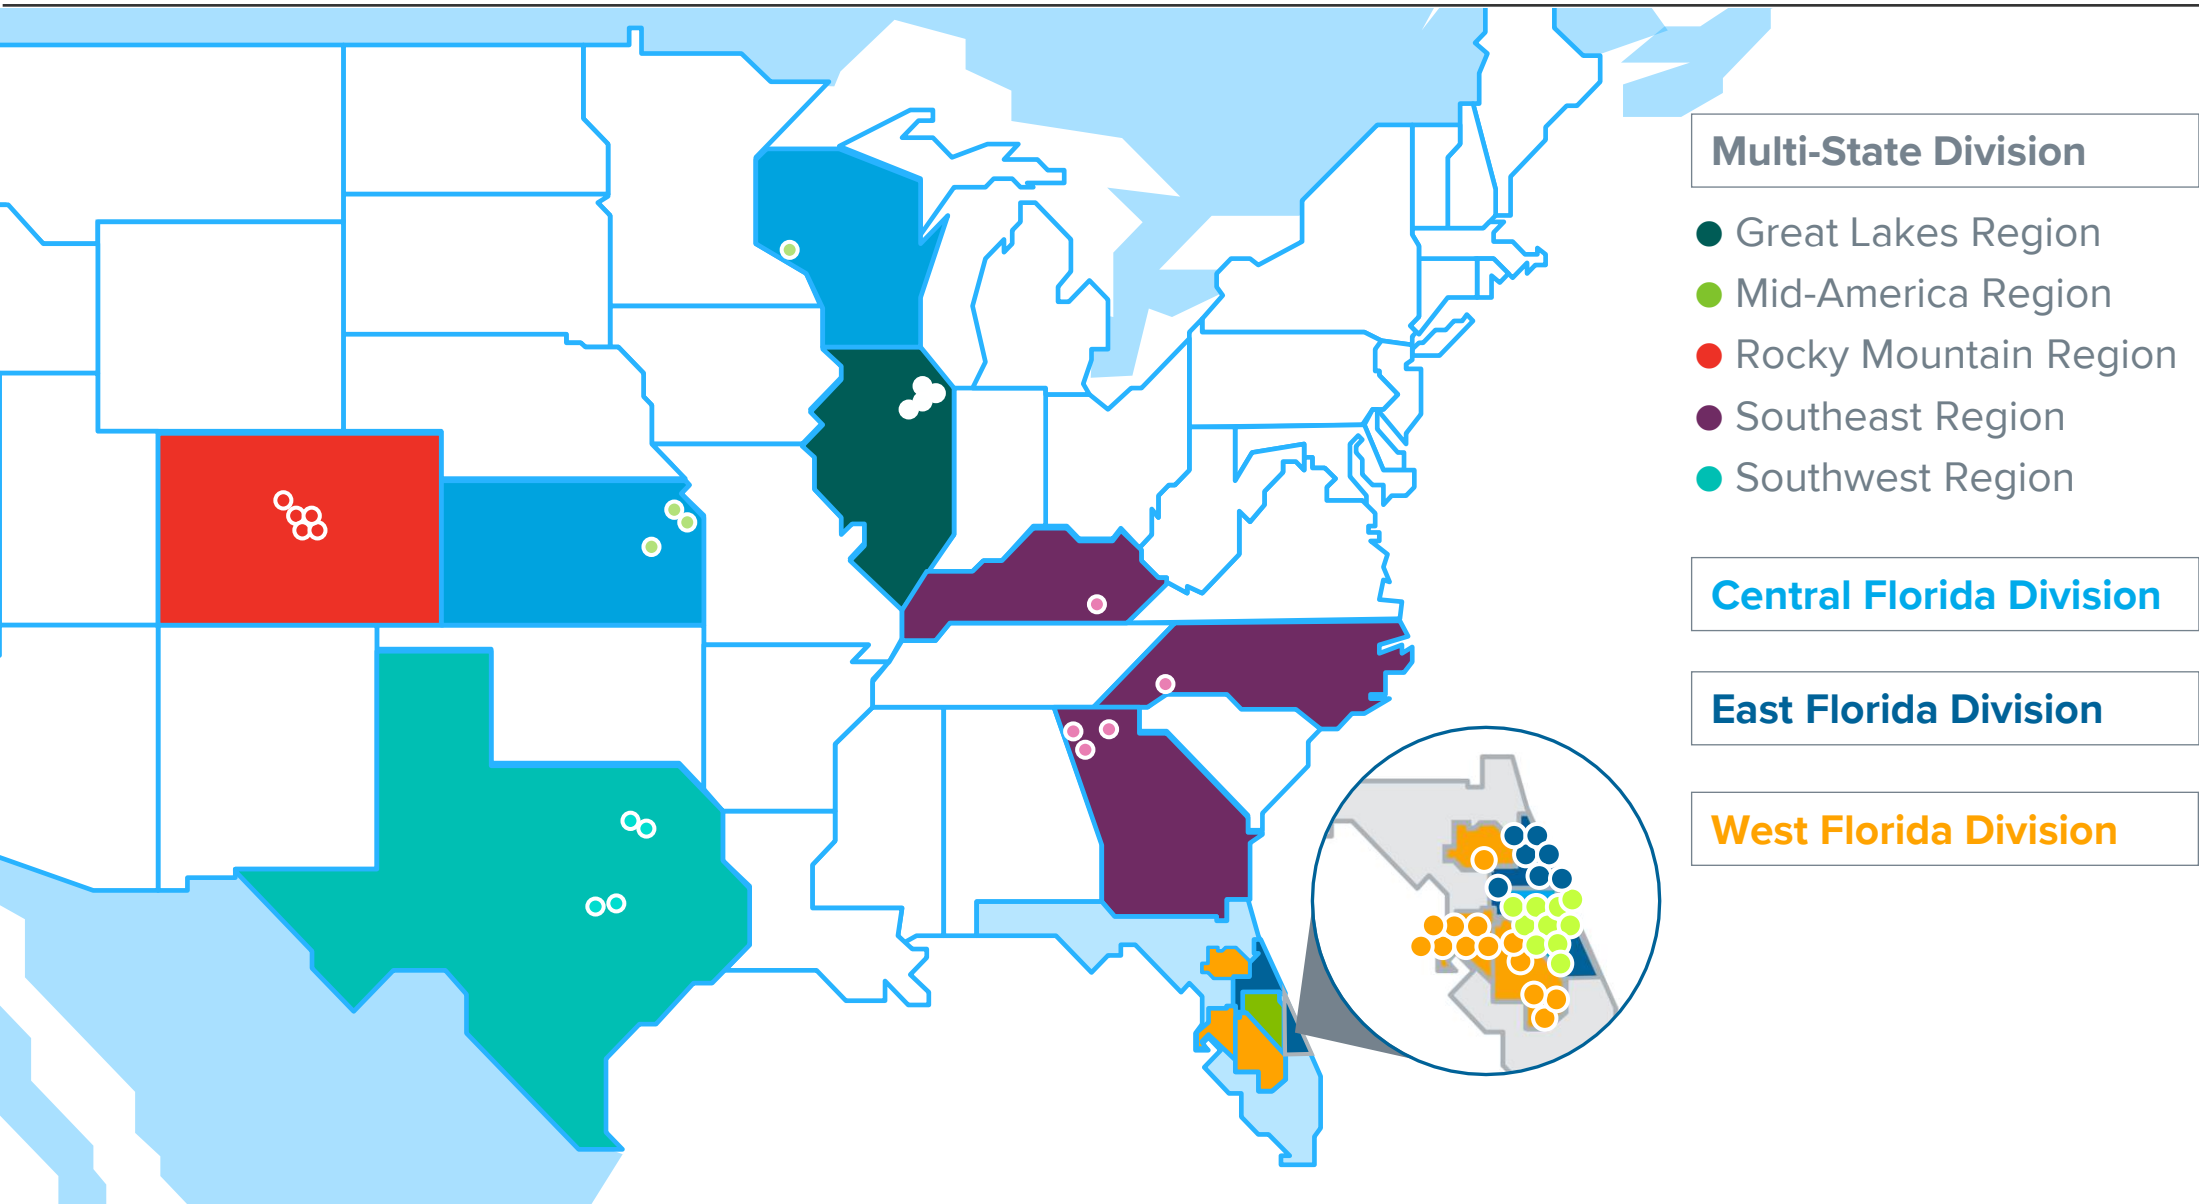 Multi-State Division
Great Lakes Region
Mid-America Region
Rocky Mountain Region
Southeast Region
Southwest Region
Central Florida Division
East Florida Division
West Florida Division